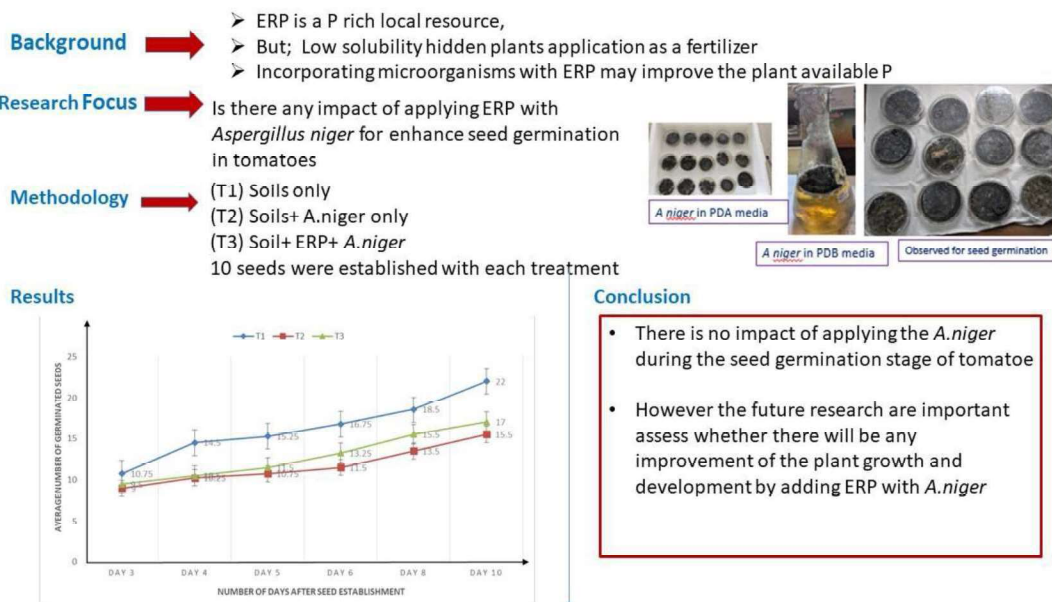 Background
➢ ERP is a P rich local resource,
➢ But; Low solubility hidden plants application as a fertilizer
➢ Incorporating microorganisms with ERP may improve the plant available P
Research Focus
Is there any impact of applying ERP with
Aspergillus niger for enhance seed germination
in tomatoes
Methodology
(T1) Soils only
(T2) Soils+ A.niger only
(T3) Soil+ ERP+ A.niger
10 seeds were established with each treatment
A niger in PDA media
A niger in PDB media
Observed for seed germination
Results
T1 T2 T3
AYERAGE NUMBER OF GERMINATED SEEDS
25
20
15
10
5
0
10.75
14.5
15.25
16.75
18.5
22
9.5
11.5
13.25
15.5
17
9
10.25
10.75
11.5
13.5
15.5
DAY 3 DAY 4 DAY 5 DAY 6 DAY 8 DAY 10
NUMBER OF DAYS AFTER SEED ESTABLISHMENT
Conclusion
• There is no impact of applying the A.niger
during the seed germination stage of tomatoe
• However the future research are important
assess whether there will be any
improvement of the plant growth and
development by adding ERP with A.niger